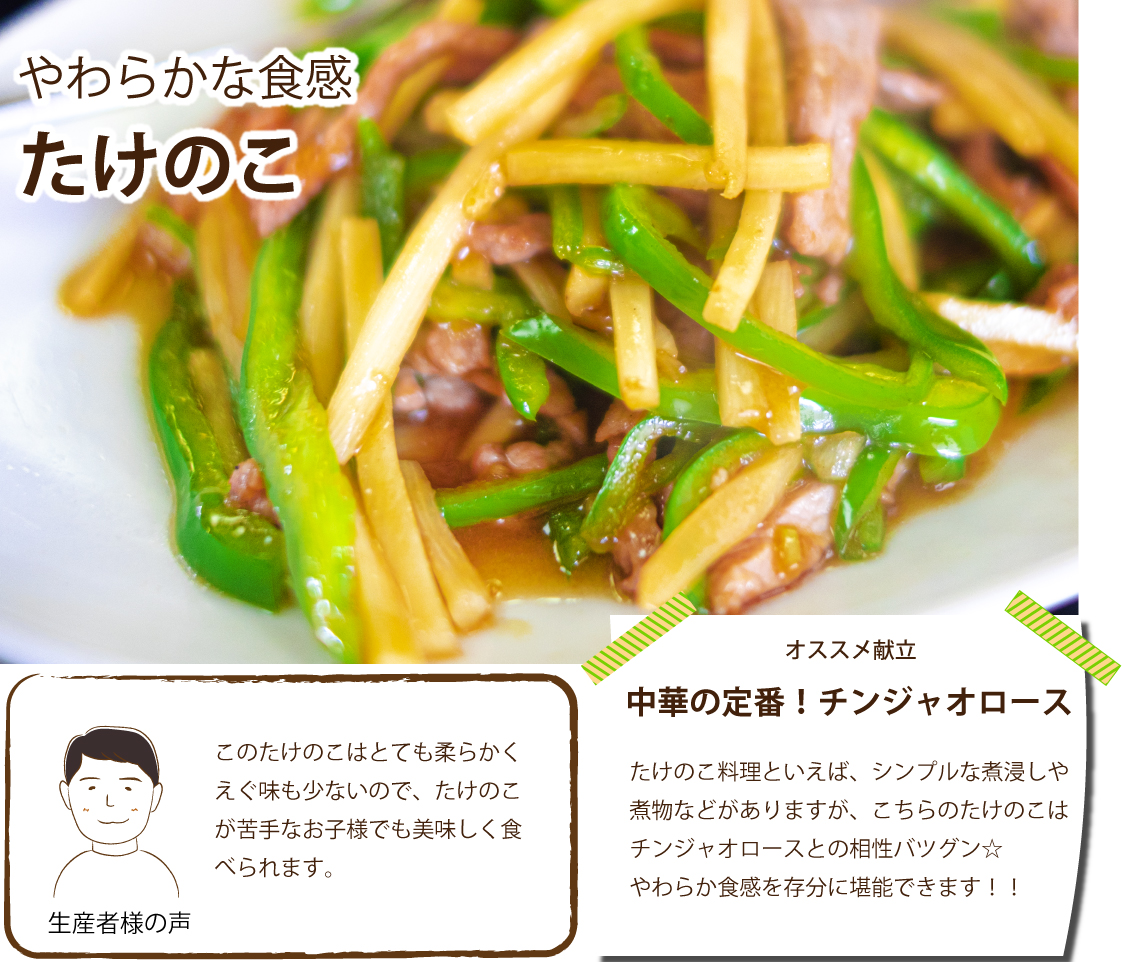 やわらかな食感
たけのこ
このたけのこはとても柔らかく
えぐ味も少ないので、たけのこ
が苦手なお子様でも美味しく食
べられます。
生産者様の声
オススメ献立
中華の定番！チンジャオロース
たけのこ料理といえば、シンプルな煮浸しや
煮物などがありますが、こちらのたけのこは
チンジャオロースとの相性バツグン☆
やわらか食感を存分に堪能できます！！